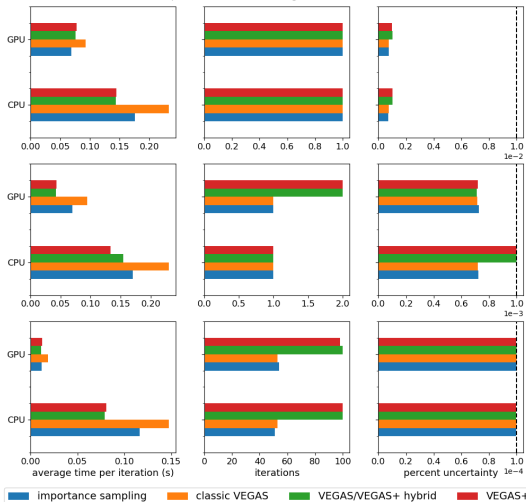 GPU
CPU
0.00 0.05 0.10 0.15 0.20
0.0 0.2 0.4 0.6 0.8 1.0
0.0 0.2 0.4 0.6 0.8 1.0
1e-2
GPU
CPU
0.00 0.05 0.10 0.15 0.20
0.0 0.5 1.0 1.5 2.0
0.0 0.2 0.4 0.6 0.8 1.0
1e-3
GPU
CPU
0.00 0.05 0.10 0.15
0 20 40 60 80 100
0.0 0.2 0.4 0.6 0.8 1.0
1e-4
average time per iteration (s)
iterations
percent uncertainty
importance sampling classic VEGAS VEGAS/VEGAS+ hybrid VEGAS+